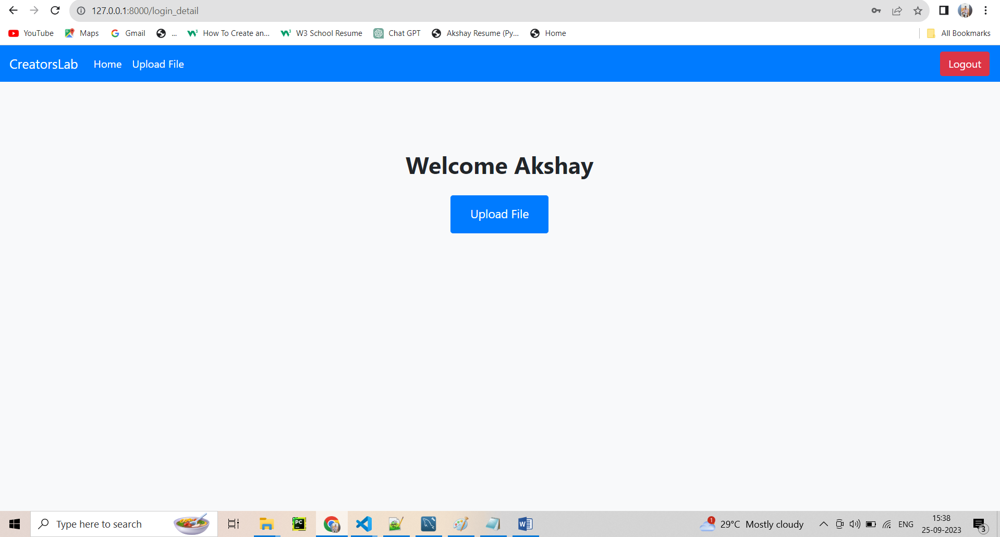 127.0.0.1:8000/login_detail
YouTube Maps Gmail ... How To Create an... W3 School Resume Chat GPT Akshay Resume (Py... Home All Bookmarks
CreatorsLab Home Upload File Logout
Welcome Akshay
Upload File
Type here to search PC 1 29°C Mostly cloudy ENG 15:38
25-09-2023 3